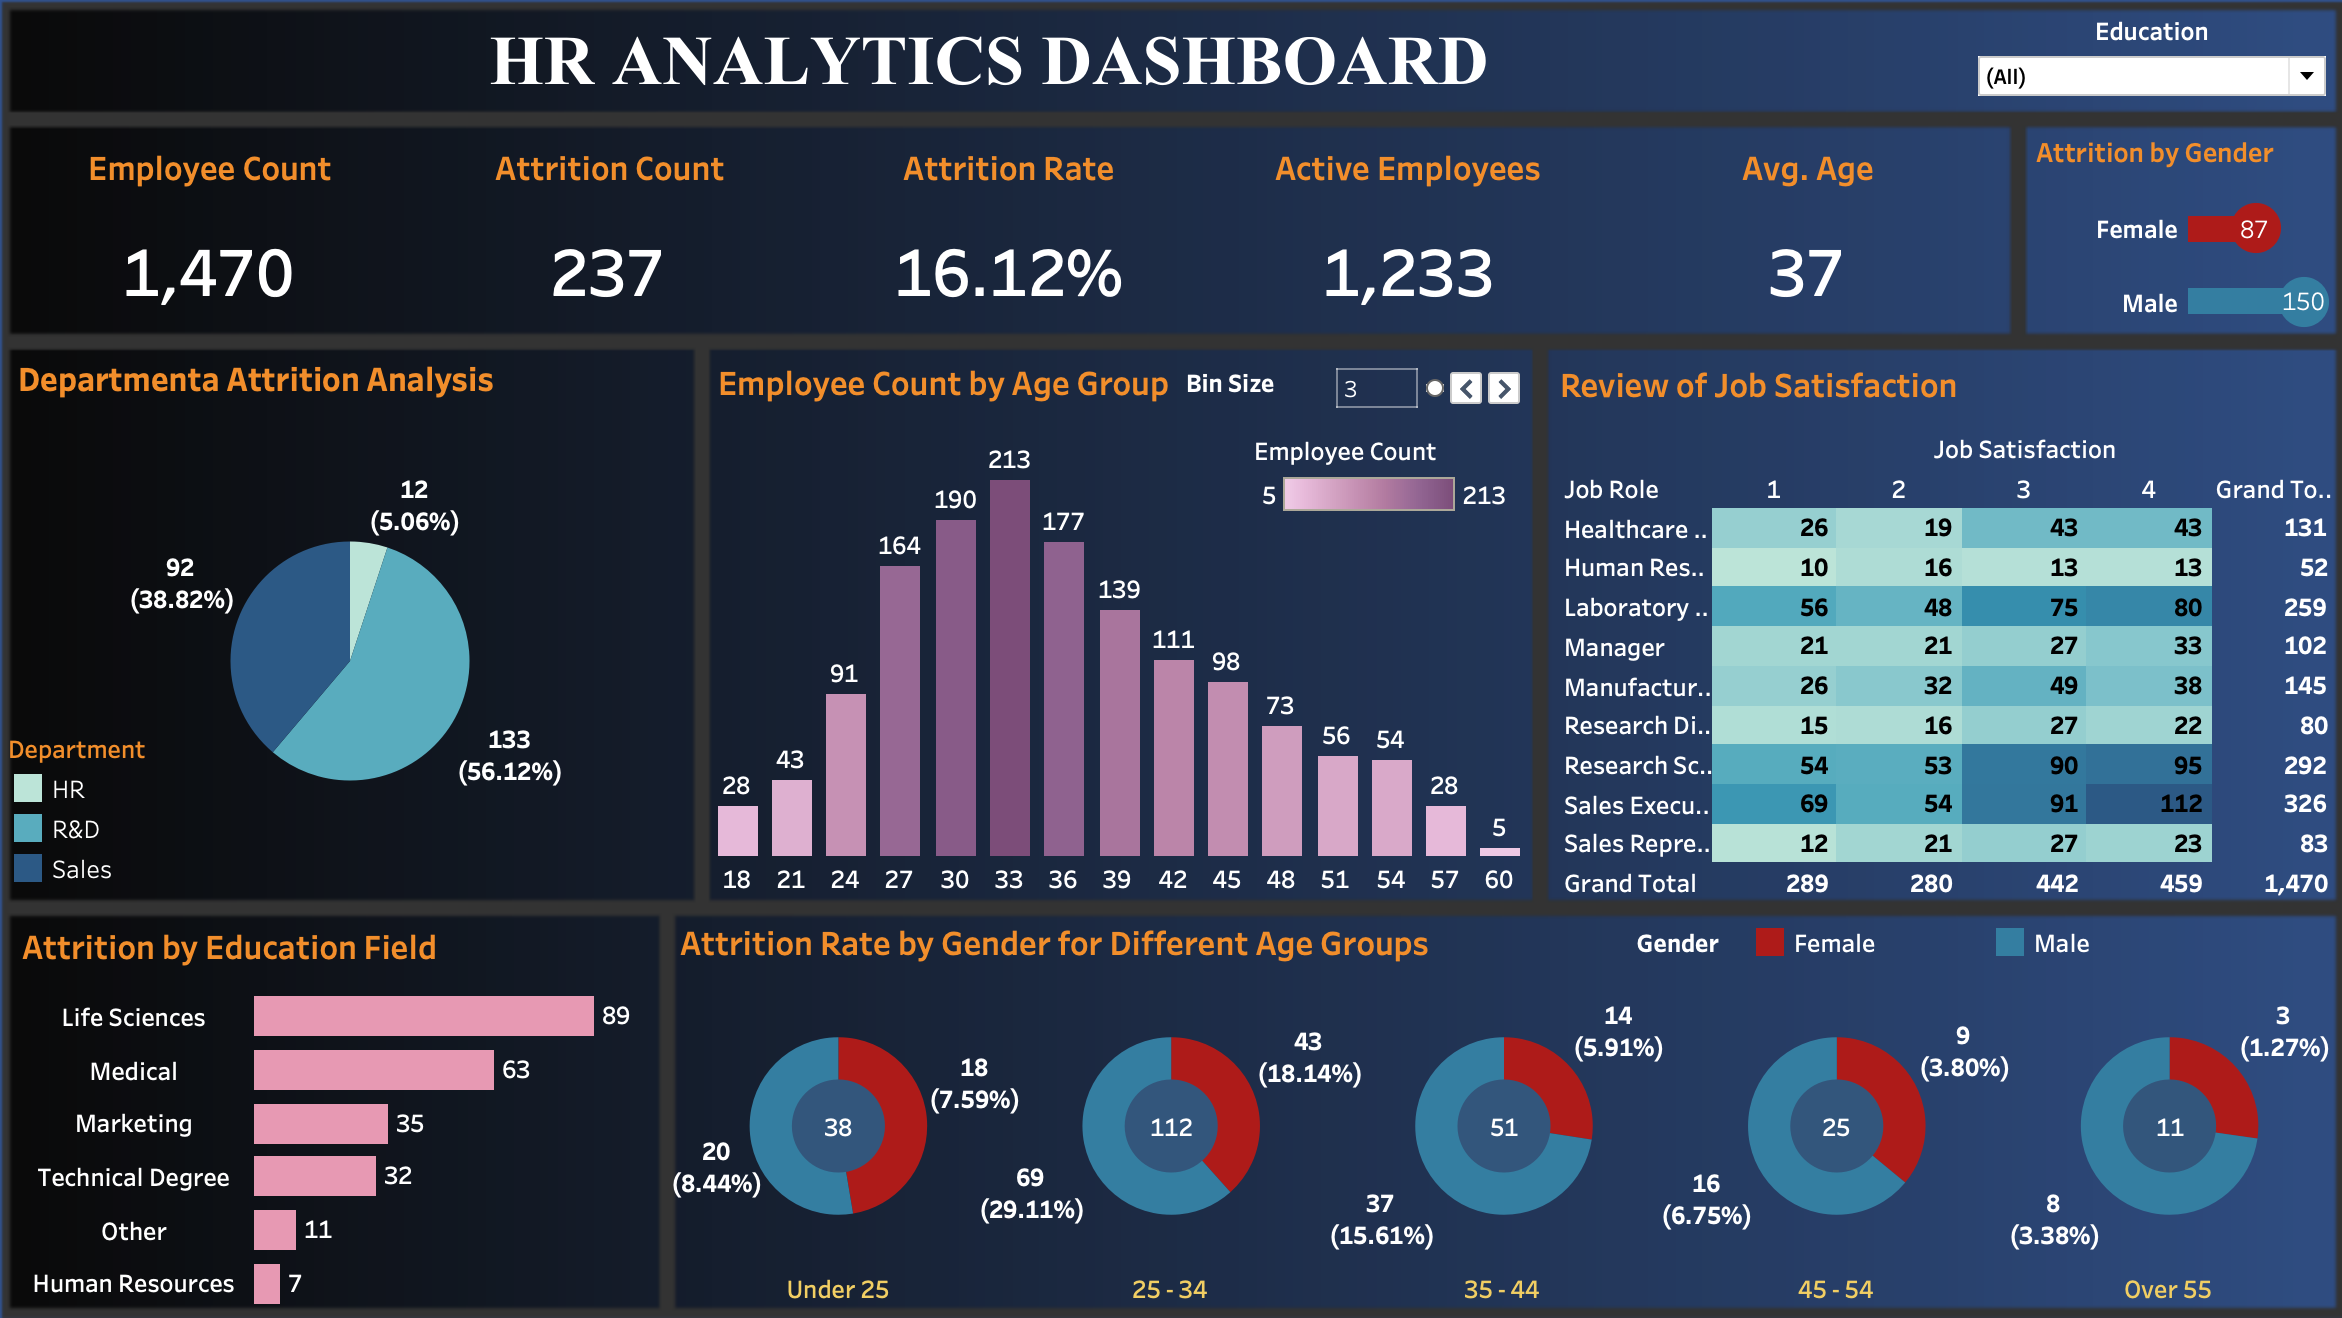 HR ANALYTICS DASHBOARD
Education
(All)
Employee Count
Attrition Count
Attrition Rate
Active Employees
Avg. Age
1,470
237
16.12%
1,233
37
Attrition by Gender
Female 87
Male 150
Departmenta Attrition Analysis
12
(5.06%)
92
(38.82%)
133
(56.12%)
Department
HR
R&D
Sales
Employee Count by Age Group
Bin Size
3
Employee Count
5 213
28
43
91
164
190
213
177
139
111
98
73
56
54
28
5
18 21 24 27 30 33 36 39 42 45 48 51 54 57 60
Review of Job Satisfaction
Job Satisfaction
Job Role 1 2 3 4 Grand To..
Healthcare .. 26 19 43 43 131
Human Res.. 10 16 13 13 52
Laboratory .. 56 48 75 80 259
Manager 21 21 27 33 102
Manufactur.. 26 32 49 38 145
Research Di.. 15 16 27 22 80
Research Sc.. 54 53 90 95 292
Sales Execu.. 69 54 91 112 326
Sales Repre.. 12 21 27 23 83
Grand Total 289 280 442 459 1,470
Attrition by Education Field
Life Sciences 89
Medical 63
Marketing 35
Technical Degree 32
Other 11
Human Resources 7
Attrition Rate by Gender for Different Age Groups
Gender
Female
Male
18
(7.59%)
38
20
(8.44%)
Under 25
43
(18.14%)
112
69
(29.11%)
25 - 34
14
(5.91%)
51
37
(15.61%)
35 - 44
9
(3.80%)
25
16
(6.75%)
45 - 54
3
(1.27%)
11
8
(3.38%)
Over 55